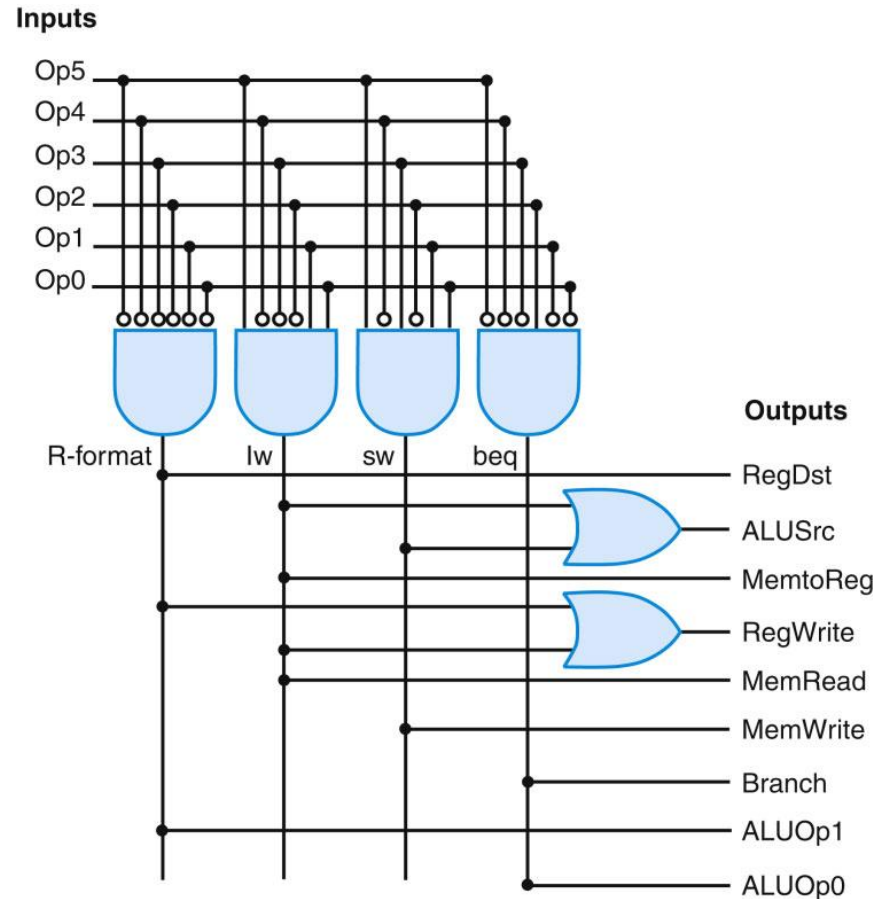 Inputs
Op5
Op4
Op3
Op2
Op1
Op0
R-format
lw
sw
beq
Outputs
RegDst
ALUSrc
MemtoReg
RegWrite
MemRead
MemWrite
Branch
ALUOp1
ALUOp0